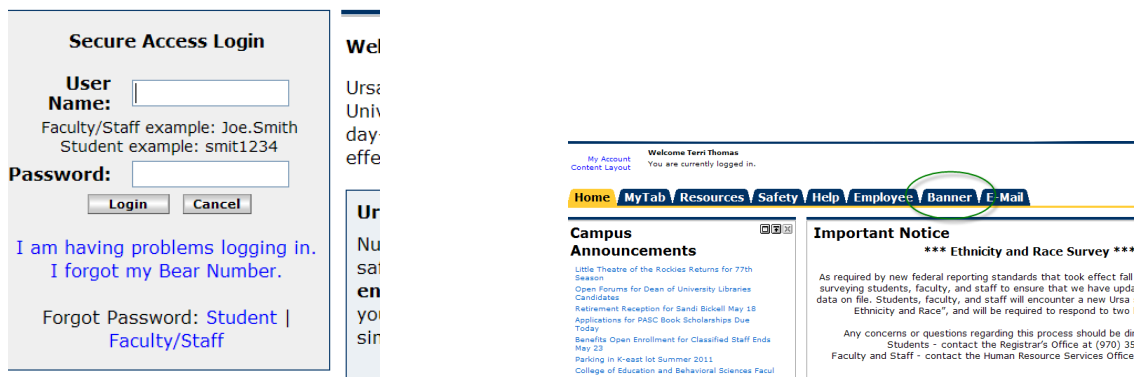 Secure Access Login
User
Name:
Faculty/Staff example: Joe.Smith
Student example: smit1234
Password:
Login Cancel
I am having problems logging in.
I forgot my Bear Number.
Forgot Password: Student |
Faculty/Staff
Wel
Ursa
Univ
day-
effe
Ur
Nu
saf
en
you
sim
My Account
Content Layout
Welcome Terri Thomas
You are currently logged in.
Home MyTab Resources Safety Help Employee Banner E-Mail
Campus
Announcements
Little Theatre of the Rockies Returns for 77th
Season
Open Forums for Dean of University Libraries
Candidates
Retirement Reception for Sandi Bickell May 18
Applications for PASC Book Scholarships Due
Today
Benefits Open Enrollment for Classified Staff Ends
May 23
Parking in K-east lot Summer 2011
College of Education and Behavioral Sciences Facul
Important Notice
*** Ethnicity and Race Survey ***
As required by new federal reporting standards that took effect fall
surveying students, faculty, and staff to ensure that we have upda
data on file. Students, faculty, and staff will encounter a new Ursa
Ethnicity and Race", and will be required to respond to two
Any concerns or questions regarding this process should be dir
Students - contact the Registrar's Office at (970) 35
Faculty and Staff - contact the Human Resource Services Office